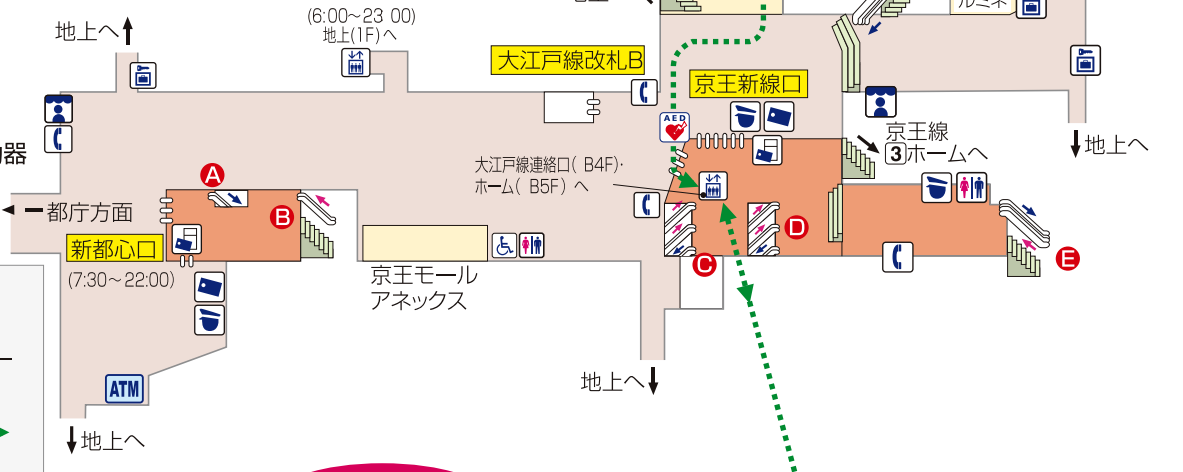 ルミネ
(6:00〜23 00)
地上(1F)へ
地上へ
大江戸線改札B
京王新線口
AED
京王線
3ホームへ
地上へ
器
大江戸線連絡口( B4F)･
ホーム( B5F) へ
A
都庁方面
B
新都心口
(7:30〜22:00)
D
C
E
京王モール
アネックス
地上へ
ATM
地上へ